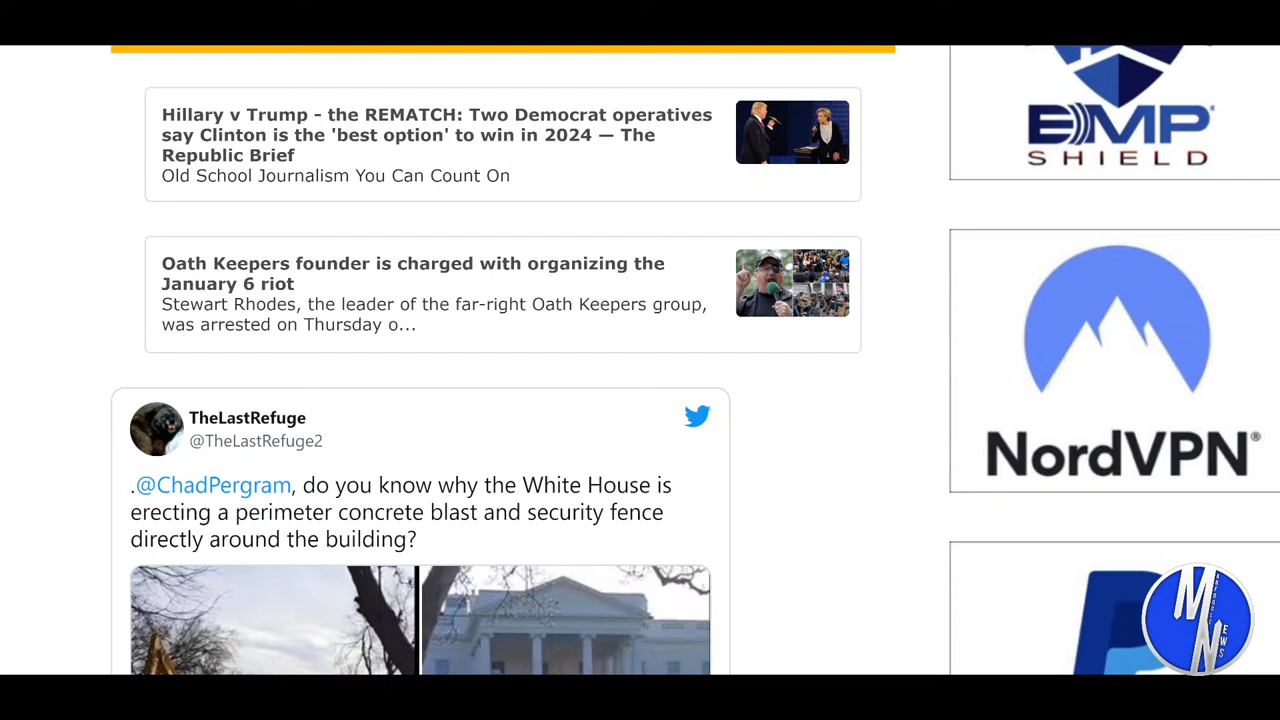 Hillary v Trump - the REMATCH: Two Democrat operatives
say Clinton is the 'best option' to win in 2024 — The
Republic Brief
Old School Journalism You Can Count On
Oath Keepers founder is charged with organizing the
January 6 riot
Stewart Rhodes, the leader of the far-right Oath Keepers group,
was arrested on Thursday o...
TheLastRefuge
@TheLastRefuge2
.@ChadPergram, do you know why the White House is
erecting a perimeter concrete blast and security fence
directly around the building?
EMP
SHIELD
NordVPN®